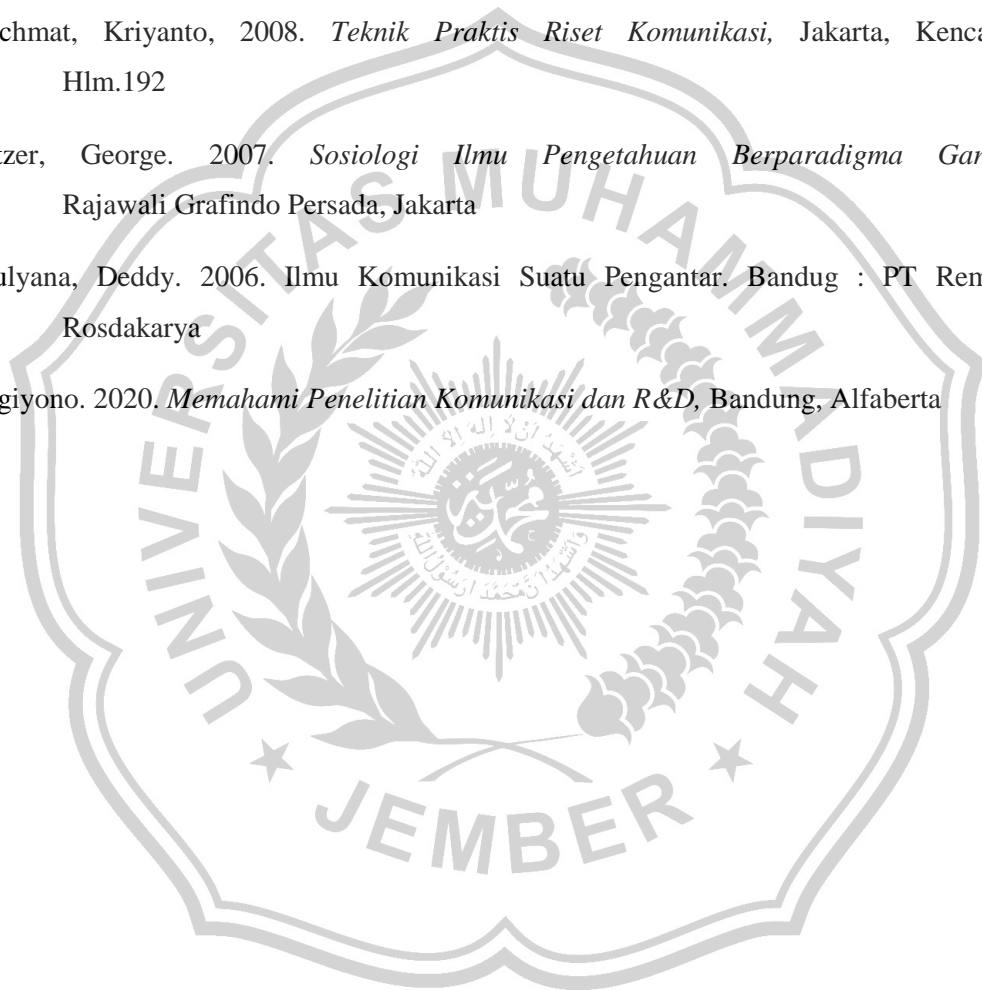 chmat, Kriyanto, 2008. Teknik Praktis Riset Komunikasi, Jakarta, Kenca
Hlm.192
tzer, George. 2007. Sosiologi Ilmu Pengetahuan Berparadigma Gan
Rajawali Grafindo Persada, Jakarta
ulyana, Deddy. 2006. Ilmu Komunikasi Suatu Pengantar. Bandug : PT Rem
Rosdakarya
giyono. 2020. Memahami Penelitian Komunikasi dan R&D, Bandung, Alfaberta
UNIVERSITAS MUHAMMADIYAH
JEMBER